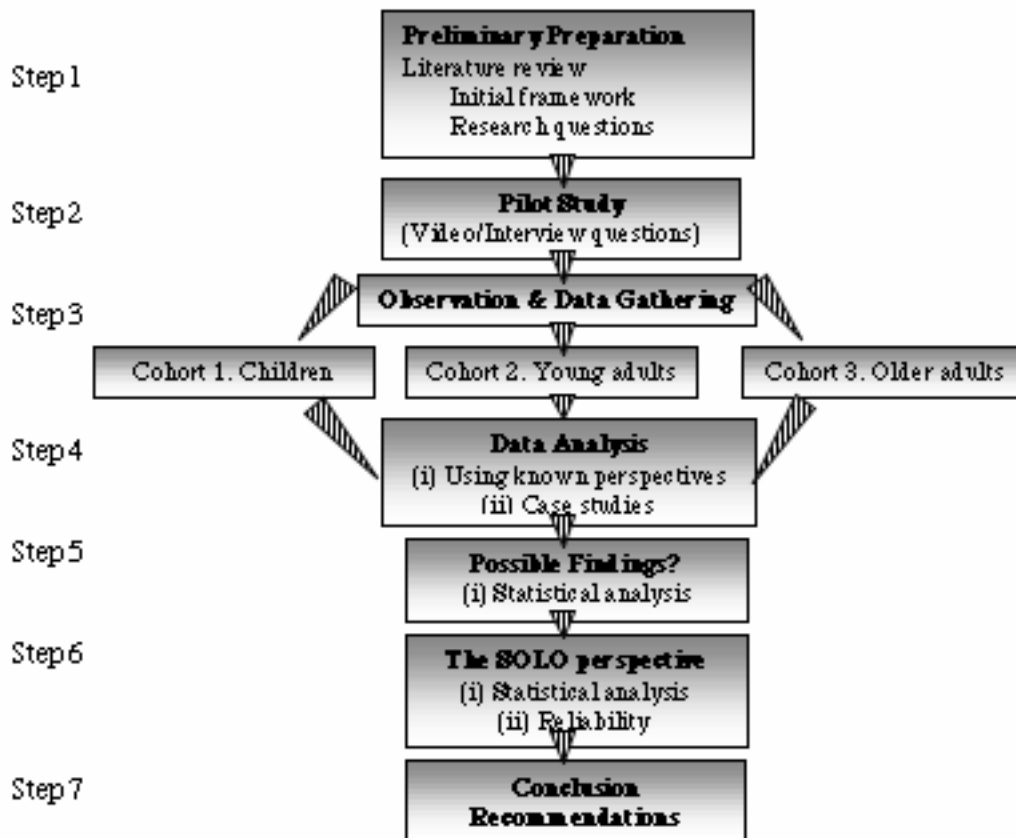 Step 1
Preliminary Preparation
Literature review
Initial framework
Research questions
Step 2
Pilot Study
(Video/Interview questions)
Step 3
Observation & Data Gathering
Cohort 1. Children
Cohort 2. Young adults
Cohort 3. Older adults
Step 4
Data Analysis
(i) Using known perspectives
(ii) Case studies
Step 5
Possible Findings?
(i) Statistical analysis
Step 6
The SOLO perspective
(i) Statistical analysis
(ii) Reliability
Step 7
Conclusion
Recommendations